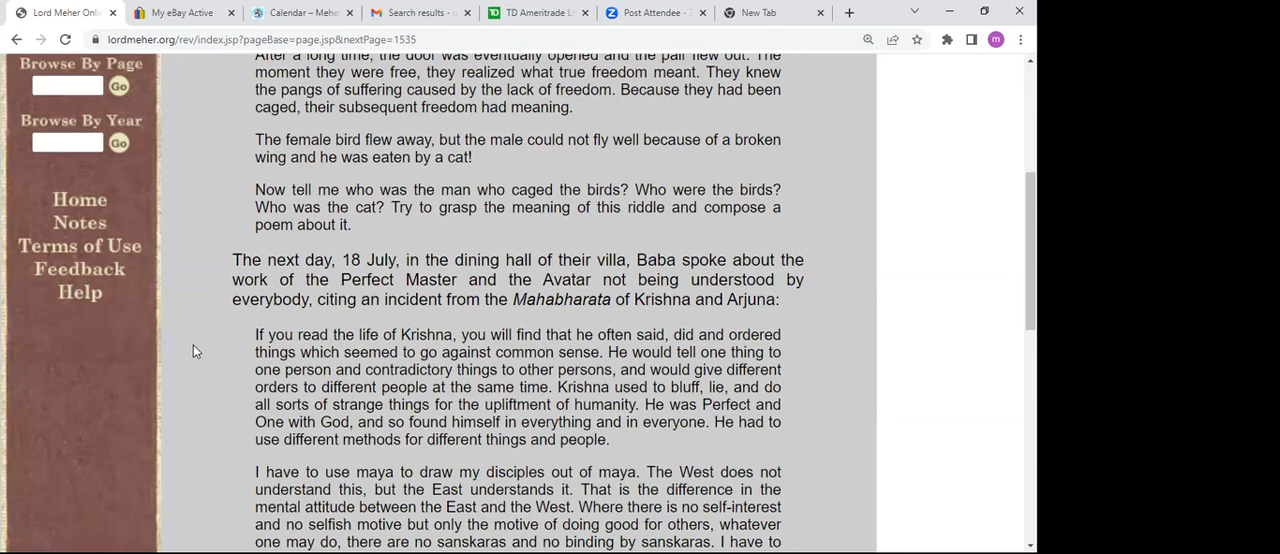 Lord Meher Onli
My eBay Active
Calendar – Mehe
Search results -
TD Ameritrade L
Post Attendee -
New Tab
lordmeher.org/rev/index.jsp?pageBase=page.jsp&nextPage=1535
m
Browse By Page
Go
Browse By Year
Go
Home
Notes
Terms of Use
Feedback
Help
After a long time, the door was eventually opened and the pair flew out. The
moment they were free, they realized what true freedom meant. They knew
the pangs of suffering caused by the lack of freedom. Because they had been
caged, their subsequent freedom had meaning.
The female bird flew away, but the male could not fly well because of a broken
wing and he was eaten by a cat!
Now tell me who was the man who caged the birds? Who were the birds?
Who was the cat? Try to grasp the meaning of this riddle and compose a
poem about it.
The next day, 18 July, in the dining hall of their villa, Baba spoke about the
work of the Perfect Master and the Avatar not being understood by
everybody, citing an incident from the Mahabharata of Krishna and Arjuna:
If you read the life of Krishna, you will find that he often said, did and ordered
things which seemed to go against common sense. He would tell one thing to
one person and contradictory things to other persons, and would give different
orders to different people at the same time. Krishna used to bluff, lie, and do
all sorts of strange things for the upliftment of humanity. He was Perfect and
One with God, and so found himself in everything and in everyone. He had to
use different methods for different things and people.
I have to use maya to draw my disciples out of maya. The West does not
understand this, but the East understands it. That is the difference in the
mental attitude between the East and the West. Where there is no self-interest
and no selfish motive but only the motive of doing good for others, whatever
one may do, there are no sanskaras and no binding by sanskaras. I have to